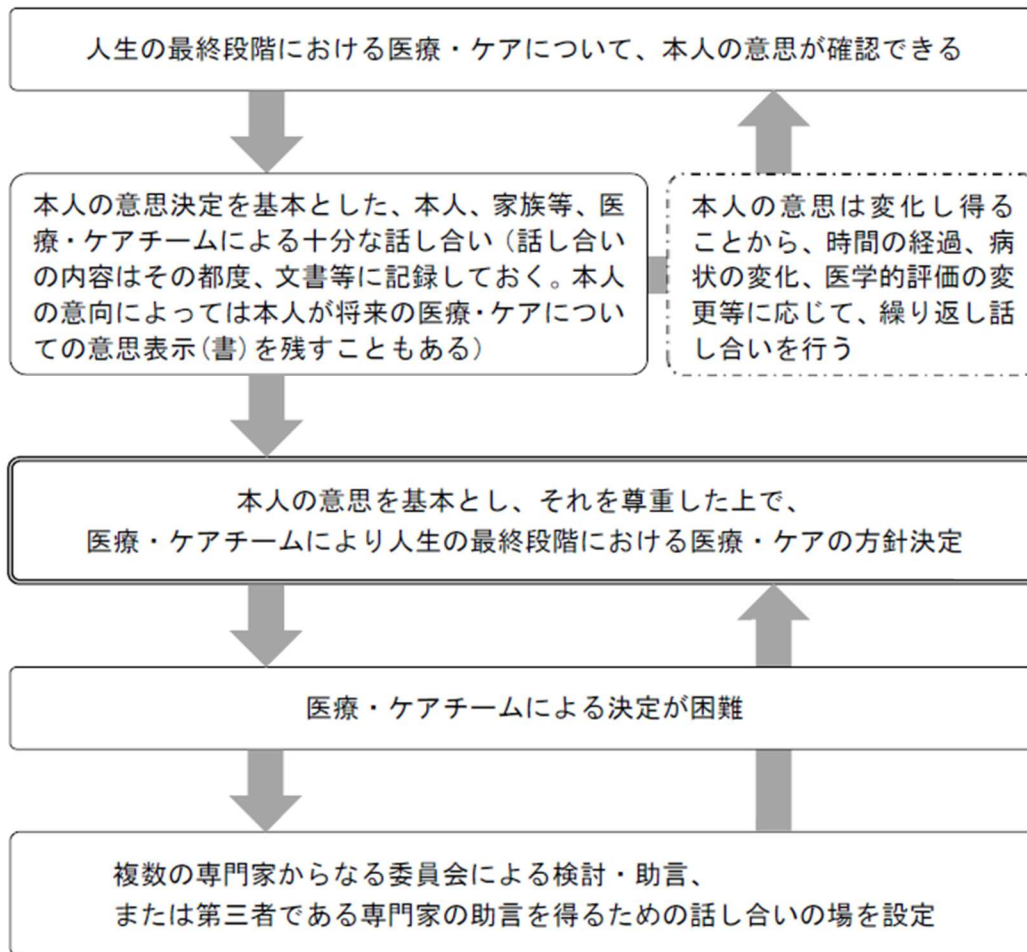 人生の最終段階における医療・ケアについて、本人の意思が確認できる
本人の意思決定を基本とした、本人、家族等、医
療・ケアチームによる十分な話し合い（話し合い
の内容はその都度、文書等に記録しておく。本人
の意向によっては本人が将来の医療・ケアについ
ての意思表示（書）を残すこともある）
本人の意思は変化し得る
ことから、時間の経過、病
状の変化、医学的評価の変
更等に応じて、繰り返し話
し合いを行う
本人の意思を基本とし、それを尊重した上で、
医療・ケアチームにより人生の最終段階における医療・ケアの方針決定
医療・ケアチームによる決定が困難
複数の専門家からなる委員会による検討・助言、
または第三者である専門家の助言を得るための話し合いの場を設定